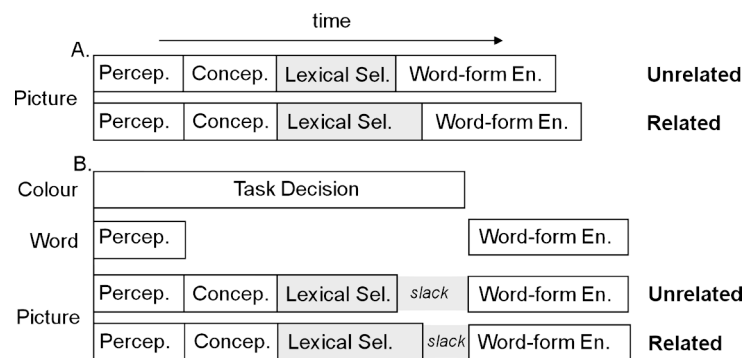 time
A.
Percep. Concep. Lexical Sel. Word-form En. Unrelated
Picture
Percep. Concep. Lexical Sel. Word-form En. Related
B.
Colour Task Decision
Word Percep. Word-form En.
Percep. Concep. Lexical Sel. slack Word-form En. Unrelated
Picture
Percep. Concep. Lexical Sel. slack Word-form En. Related